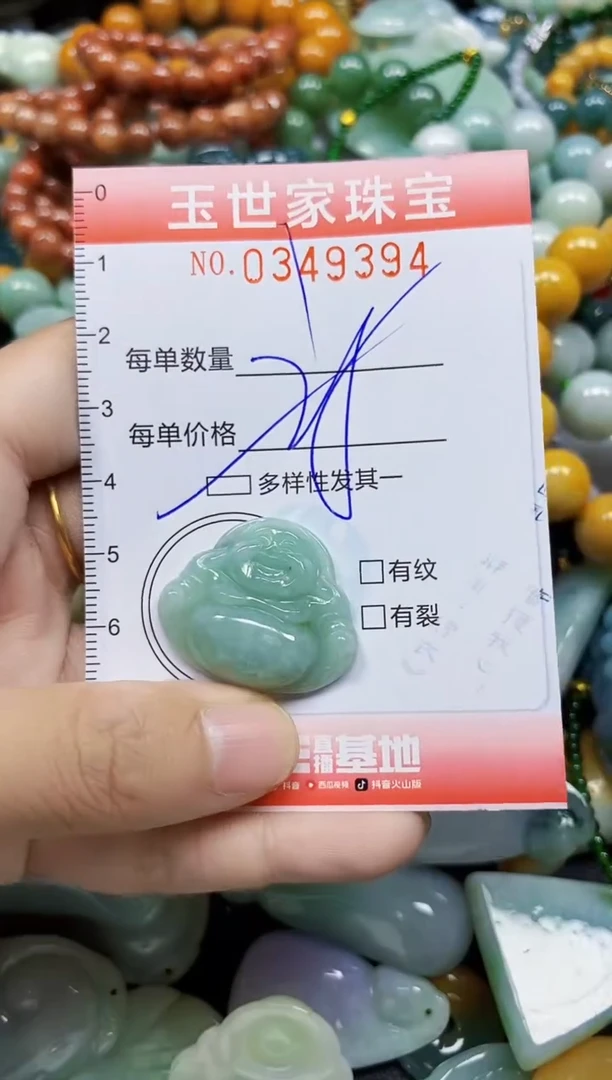 0
玉世家珠宝
1
NO.0349394
2
每单数量
3
每单价格
4
多样性发其一
5
有纹
有裂
6
直播基地
抖音 西瓜视频 抖音火山版